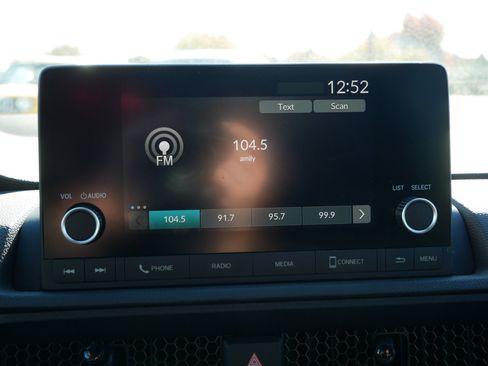 12:52
Text Scan
104.5
amily
FM
VOL AUDIO
LIST SELECT
104.5 91.7 95.7 99.9
PHONE RADIO MEDIA CONNECT MENU